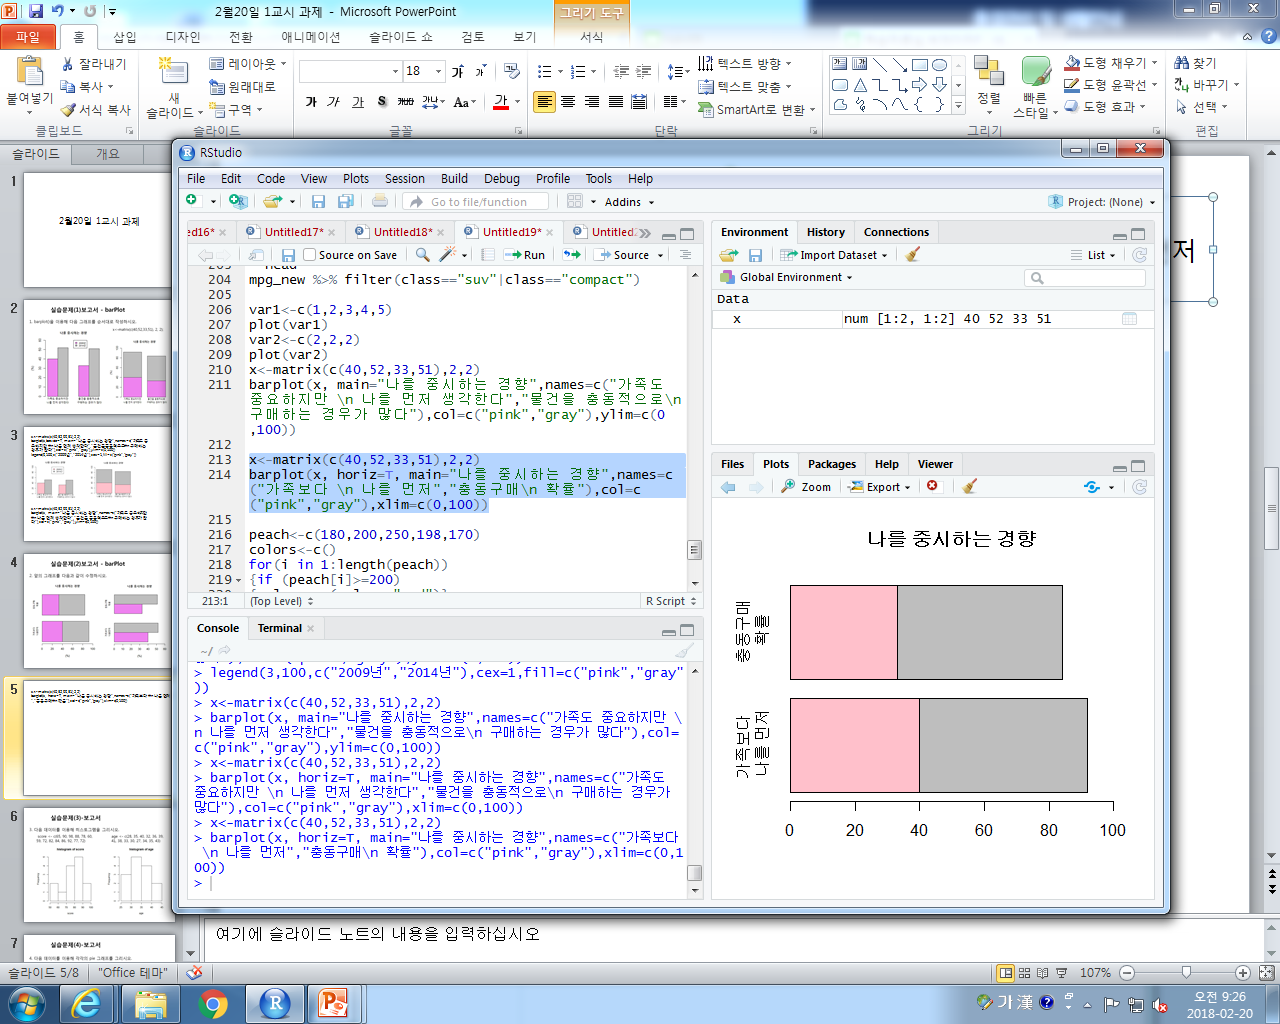 2월20일 1교시 과제 - Microsoft PowerPoint
그리기 도구
파일 홈 삽입 디자인 전환 애니메이션 슬라이드 쇼 검토 보기 서식
붙여넣기
잘라내기
복사
서식 복사
클립보드
새
슬라이드
레이아웃
원래대로
구역
슬라이드
18
글꼴
텍스트 방향
텍스트 맞춤
SmartArt로 변환
단락
정렬
빠른
스타일
도형 채우기
도형 윤곽선
도형 효과
그리기
찾기
바꾸기
선택
편집
슬라이드 개요
1
2월20일 1교시 과제
2
실습문제(1)보고서 - barPlot
3
4
실습문제(2)보고서 - barPlot
5
6
실습문제(3)-보고서
7
실습문제(4)-보고서
저
RStudio
File Edit Code View Plots Session Build Debug Profile Tools Help
Go to file/function Addins Project: (None)
ed16* Untitled17* Untitled18* Untitled19* Untitled
Source on Save Run Source
203 head
204 mpg_new %>% filter(class=="suv"|class=="compact")
205
206 var1<-c(1,2,3,4,5)
207 plot(var1)
208 var2<-c(2,2,2)
209 plot(var2)
210 x<-matrix(c(40,52,33,51),2,2)
211 barplot(x, main="나를 중시하는 경향",names=c("가족도
중요하지만 \n 나를 먼저 생각한다","물건을 충동적으로\n
구매하는 경우가 많다"),col=c("pink","gray"),ylim=c(0
,100))
212
213 x<-matrix(c(40,52,33,51),2,2)
214 barplot(x, horiz=T, main="나를 중시하는 경향",names=c
("가족보다 \n 나를 먼저","충동구매\n 확률"),col=c
("pink","gray"),xlim=c(0,100))
215
216 peach<-c(180,200,250,198,170)
217 colors<-c()
218 for(i in 1:length(peach))
219 {if (peach[i]>=200)
213:1 (Top Level) R Script
Console Terminal
~/
> legend(3,100,c("2009년","2014년"),cex=1,fill=c("pink","gray"
))
> x<-matrix(c(40,52,33,51),2,2)
> barplot(x, main="나를 중시하는 경향",names=c("가족도 중요하지만 \
n 나를 먼저 생각한다","물건을 충동적으로\n 구매하는 경우가 많다"),col=
c("pink","gray"),ylim=c(0,100))
> x<-matrix(c(40,52,33,51),2,2)
> barplot(x, horiz=T, main="나를 중시하는 경향",names=c("가족도
중요하지만 \n 나를 먼저 생각한다","물건을 충동적으로\n 구매하는 경우가
많다"),col=c("pink","gray"),xlim=c(0,100))
> x<-matrix(c(40,52,33,51),2,2)
> barplot(x, horiz=T, main="나를 중시하는 경향",names=c("가족보다
\n 나를 먼저","충동구매\n 확률"),col=c("pink","gray"),xlim=c(0,1
00))
>
Environment History Connections
Import Dataset List
Global Environment
Data
x num [1:2, 1:2] 40 52 33 51
Files Plots Packages Help Viewer
Zoom Export
나를 중시하는 경향
충동구매
확률
가족보다
나를 먼저
0 20 40 60 80 100
여기에 슬라이드 노트의 내용을 입력하십시오
슬라이드 5/8 "Office 테마" 107%
가 漢
오전 9:26
2018-02-20